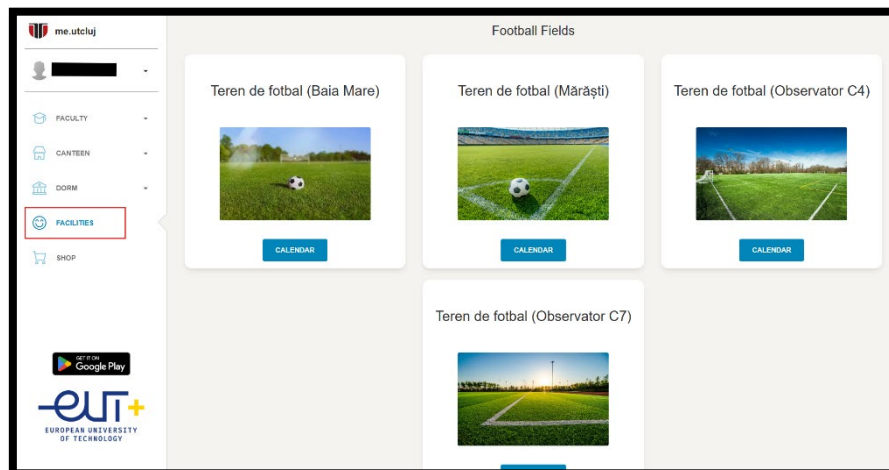 me.utcluj
FACULTY
CANTEEN
DORM
FACILITIES
SHOP
GET IT ON
Google Play
eut+
EUROPEAN UNIVERSITY
OF TECHNOLOGY
Football Fields
Teren de fotbal (Baia Mare)
CALENDAR
Teren de fotbal (Mărăști)
CALENDAR
Teren de fotbal (Observator C4)
CALENDAR
Teren de fotbal (Observator C7)